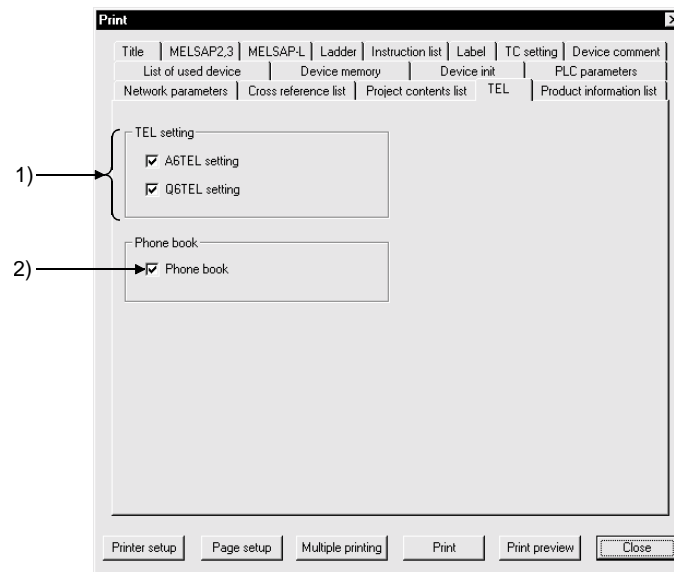 Print
Title MELSAP2,3 MELSAP-L Ladder Instruction list Label TC setting Device comment
List of used device Device memory Device init PLC parameters
Network parameters Cross reference list Project contents list TEL Product information list
TEL setting
1)
A6TEL setting
Q6TEL setting
Phone book
2)
Phone book
Printer setup Page setup Multiple printing Print Print preview Close